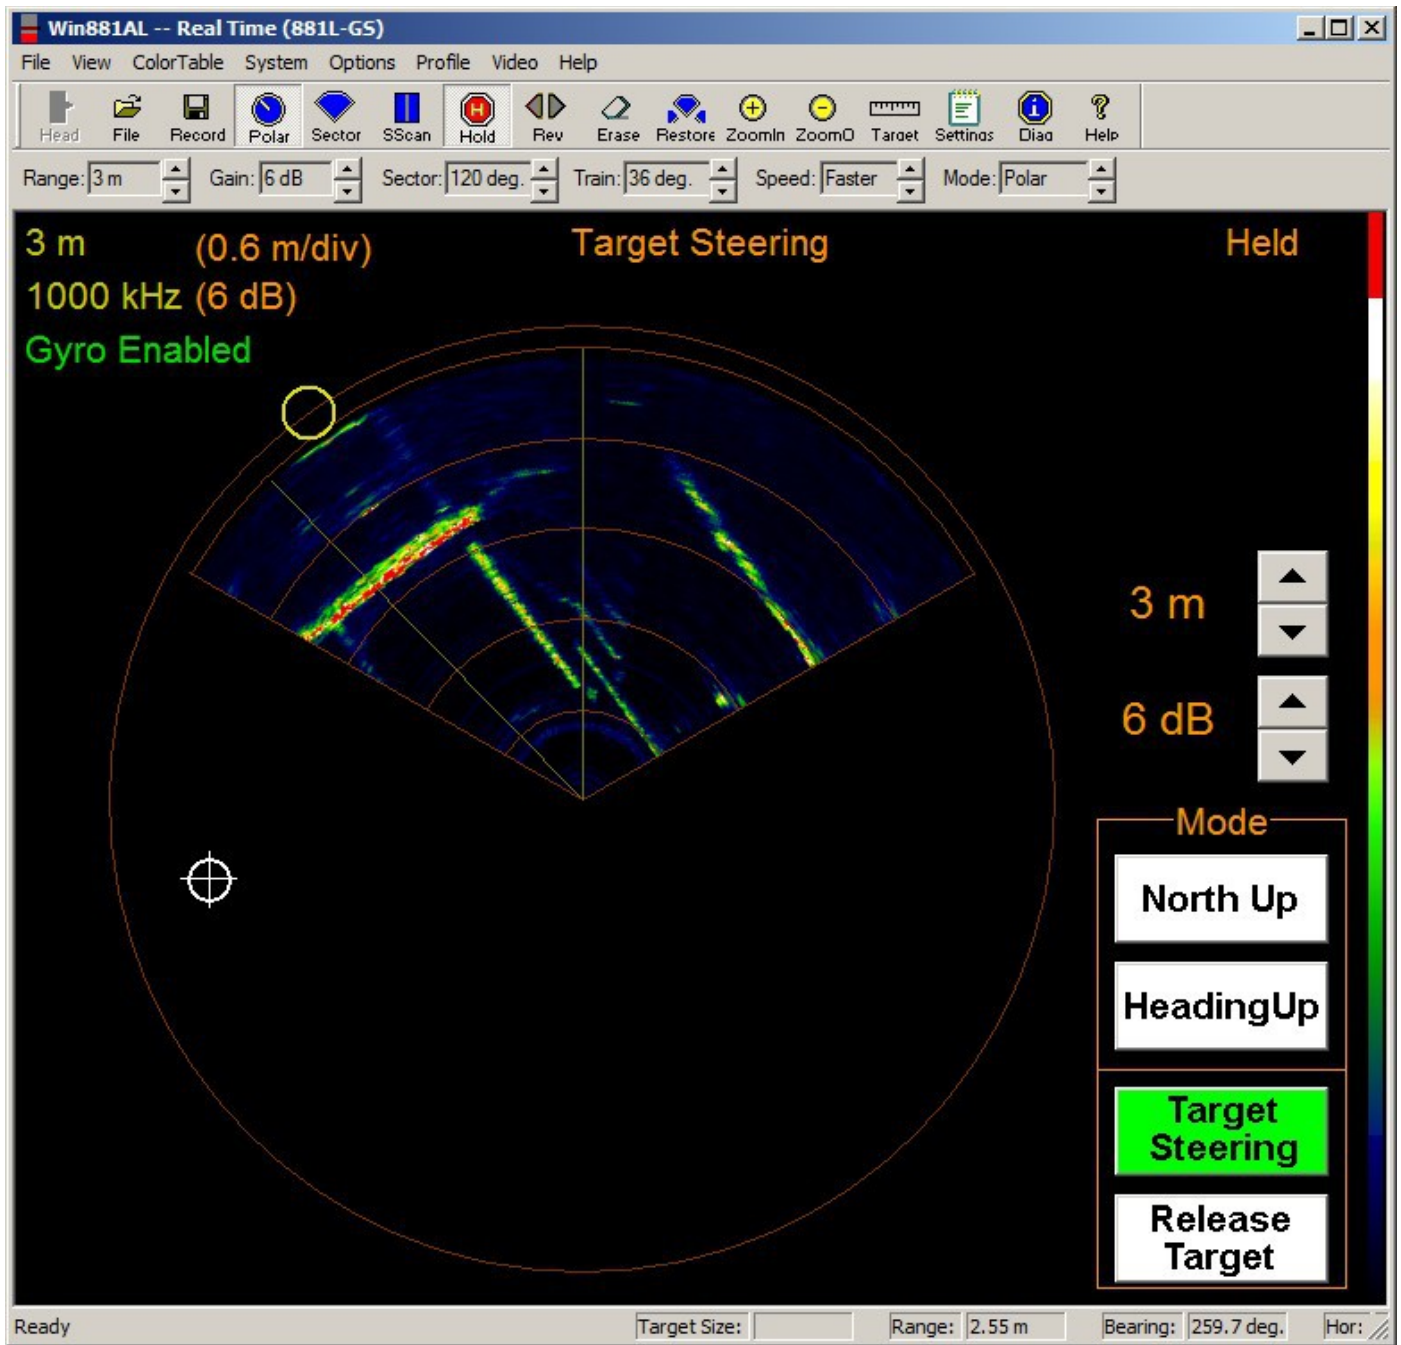 Win881AL -- Real Time (881L-GS)
File View ColorTable System Options Profile Video Help
Head File Record Polar Sector SScan Hold Rev Erase Restore ZoomIn ZoomO Target Settings Diag Help
Range: 3 m Gain: 6 dB Sector: 120 deg. Train: 36 deg. Speed: Faster Mode: Polar
3 m (0.6 m/div) Target Steering Held
1000 kHz (6 dB)
Gyro Enabled
3 m
6 dB
Mode
North Up
HeadingUp
Target
Steering
Release
Target
Ready Target Size: Range: 2.55 m Bearing: 259.7 deg. Hor: